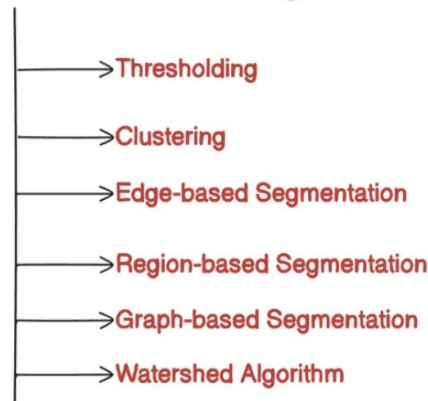 Thresholding
Clustering
Edge-based Segmentation
Region-based Segmentation
Graph-based Segmentation
Watershed Algorithm